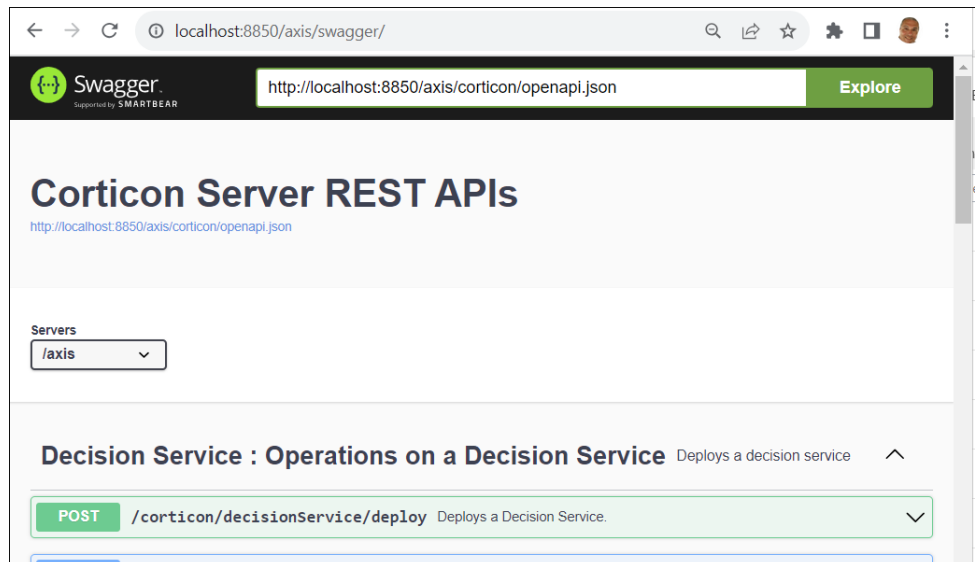 localhost:8850/axis/swagger/
{··} Swagger.
Supported by SMARTBEAR
http://localhost:8850/axis/corticon/openapi.json
Explore
Corticon Server REST APIs
http://localhost:8850/axis/corticon/openapi.json
Servers
/axis
Decision Service : Operations on a Decision Service Deploys a decision service
POST /corticon/decisionService/deploy Deploys a Decision Service.